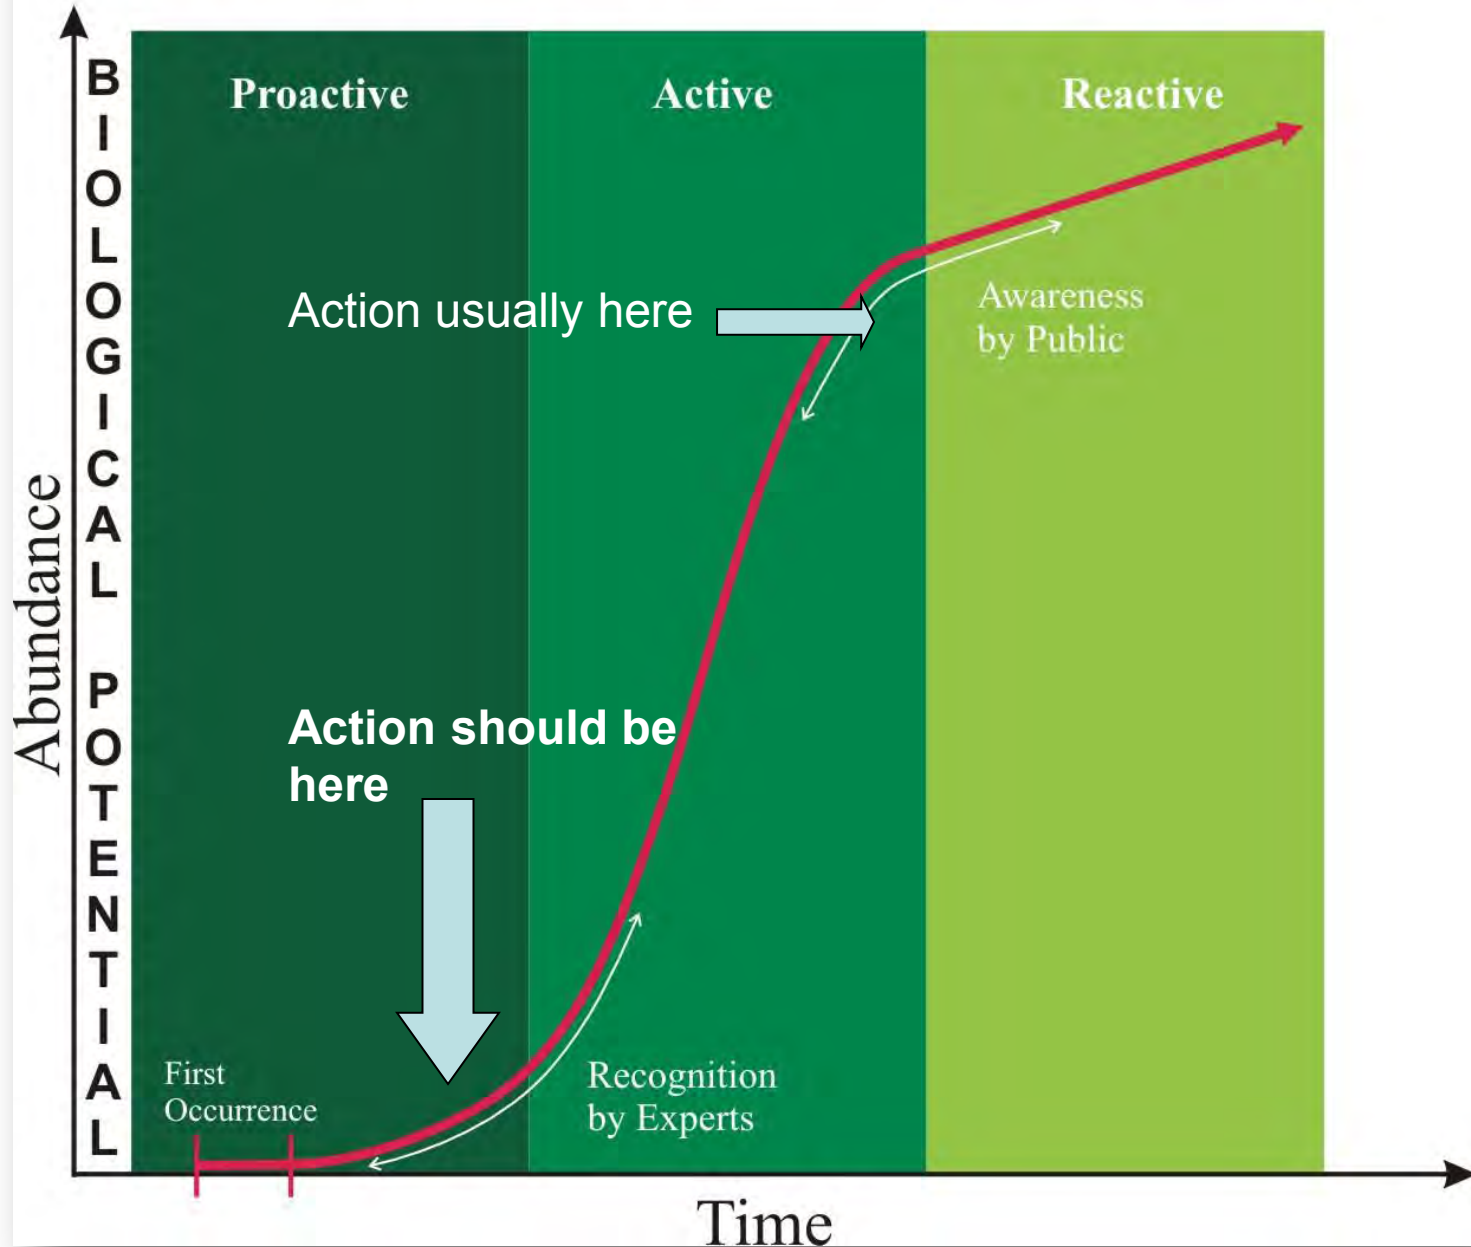 Abundance
BIOLOGICAL POTENTIAL
Proactive
Active
Reactive
Action usually here
Awareness
by Public
Action should be
here
First
Occurrence
Recognition
by Experts
Time